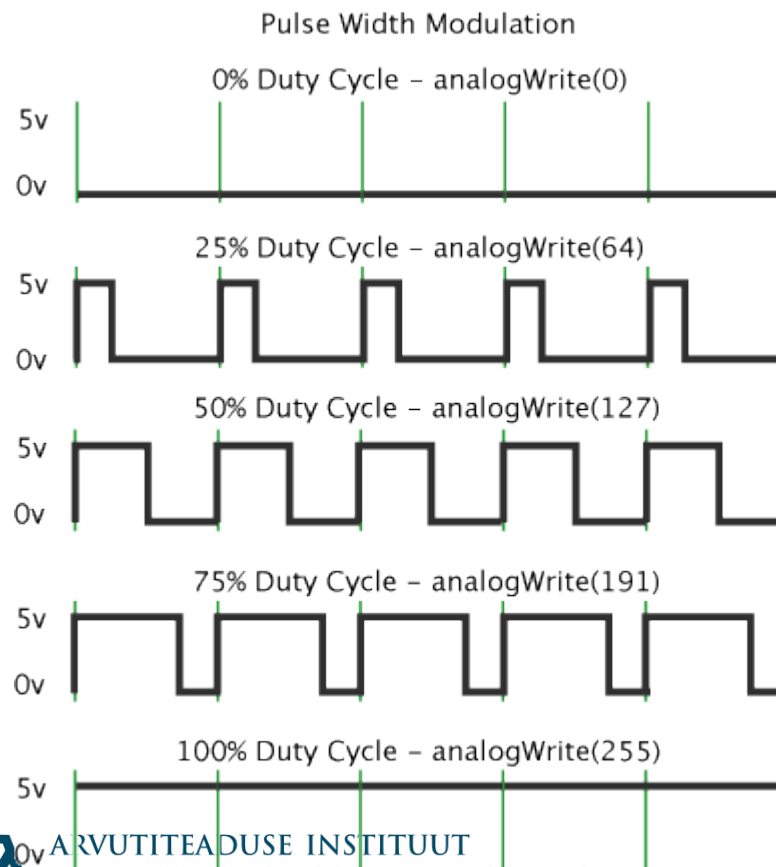 Pulse Width Modulation
0% Duty Cycle – analogWrite(0)
5v
0v
25% Duty Cycle – analogWrite(64)
5v
0v
50% Duty Cycle – analogWrite(127)
5v
0v
75% Duty Cycle – analogWrite(191)
5v
0v
100% Duty Cycle – analogWrite(255)
5v
0v
ARVUTITEADUSE INSTITUUT